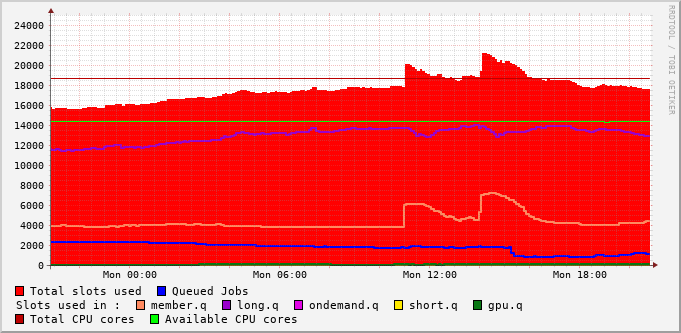 24000
22000
20000
18000
16000
14000
12000
10000
8000
6000
4000
2000
0
Mon 00:00 Mon 06:00 Mon 12:00 Mon 18:00
RRDTOOL / TOBI OETIKER
Total slots used Queued Jobs
Slots used in : member.q long.q ondemand.q short.q gpu.q
Total CPU cores Available CPU cores